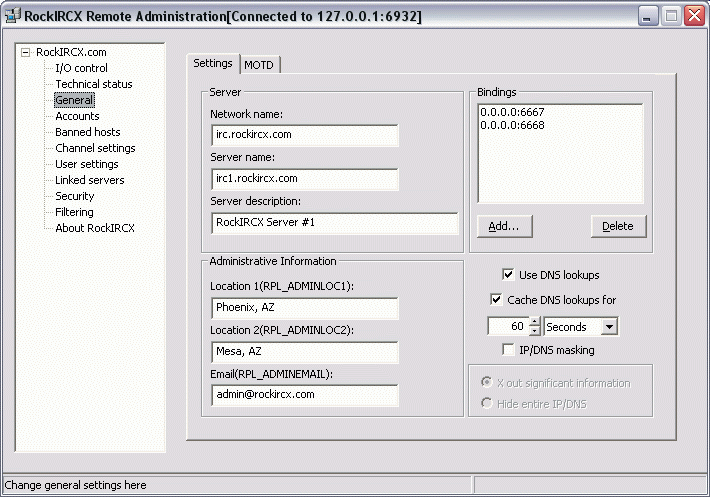 RockIRCX Remote Administration[Connected to 127.0.0.1:6932]
RockIRCX.com
I/O control
Technical status
General
Accounts
Banned hosts
Channel settings
User settings
Linked servers
Security
Filtering
About RockIRCX
Settings
MOTD
Server
Network name:
irc.rockircx.com
Server name:
irc1.rockircx.com
Server description:
RockIRCX Server #1
Administrative Information
Location 1(RPL_ADMINLOC1):
Phoenix, AZ
Location 2(RPL_ADMINLOC2):
Mesa, AZ
Email(RPL_ADMINEMAIL):
admin@rockircx.com
Bindings
0.0.0.0:6667
0.0.0.0:6668
Add...
Delete
Use DNS lookups
Cache DNS lookups for
60
Seconds
IP/DNS masking
X out significant information
Hide entire IP/DNS
Change general settings here